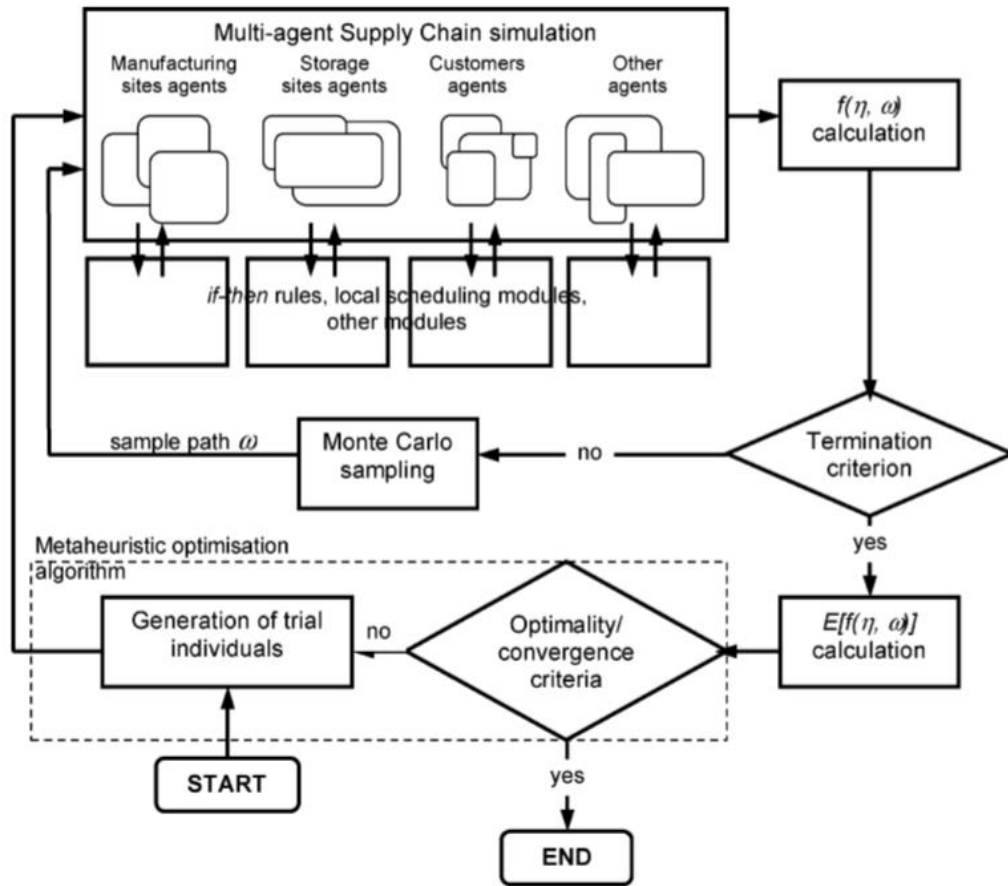 Multi-agent Supply Chain simulation
Manufacturing
sites agents
Storage
sites agents
Customers
agents
Other
agents
f(η, ω)
calculation
if-then rules, local scheduling modules,
other modules
sample path ω
Monte Carlo
sampling
no
Termination
criterion
yes
Metaheuristic optimisation
algorithm
Generation of trial
individuals
no
Optimality/
convergence
criteria
E[f(η, ω)]
calculation
START
yes
END